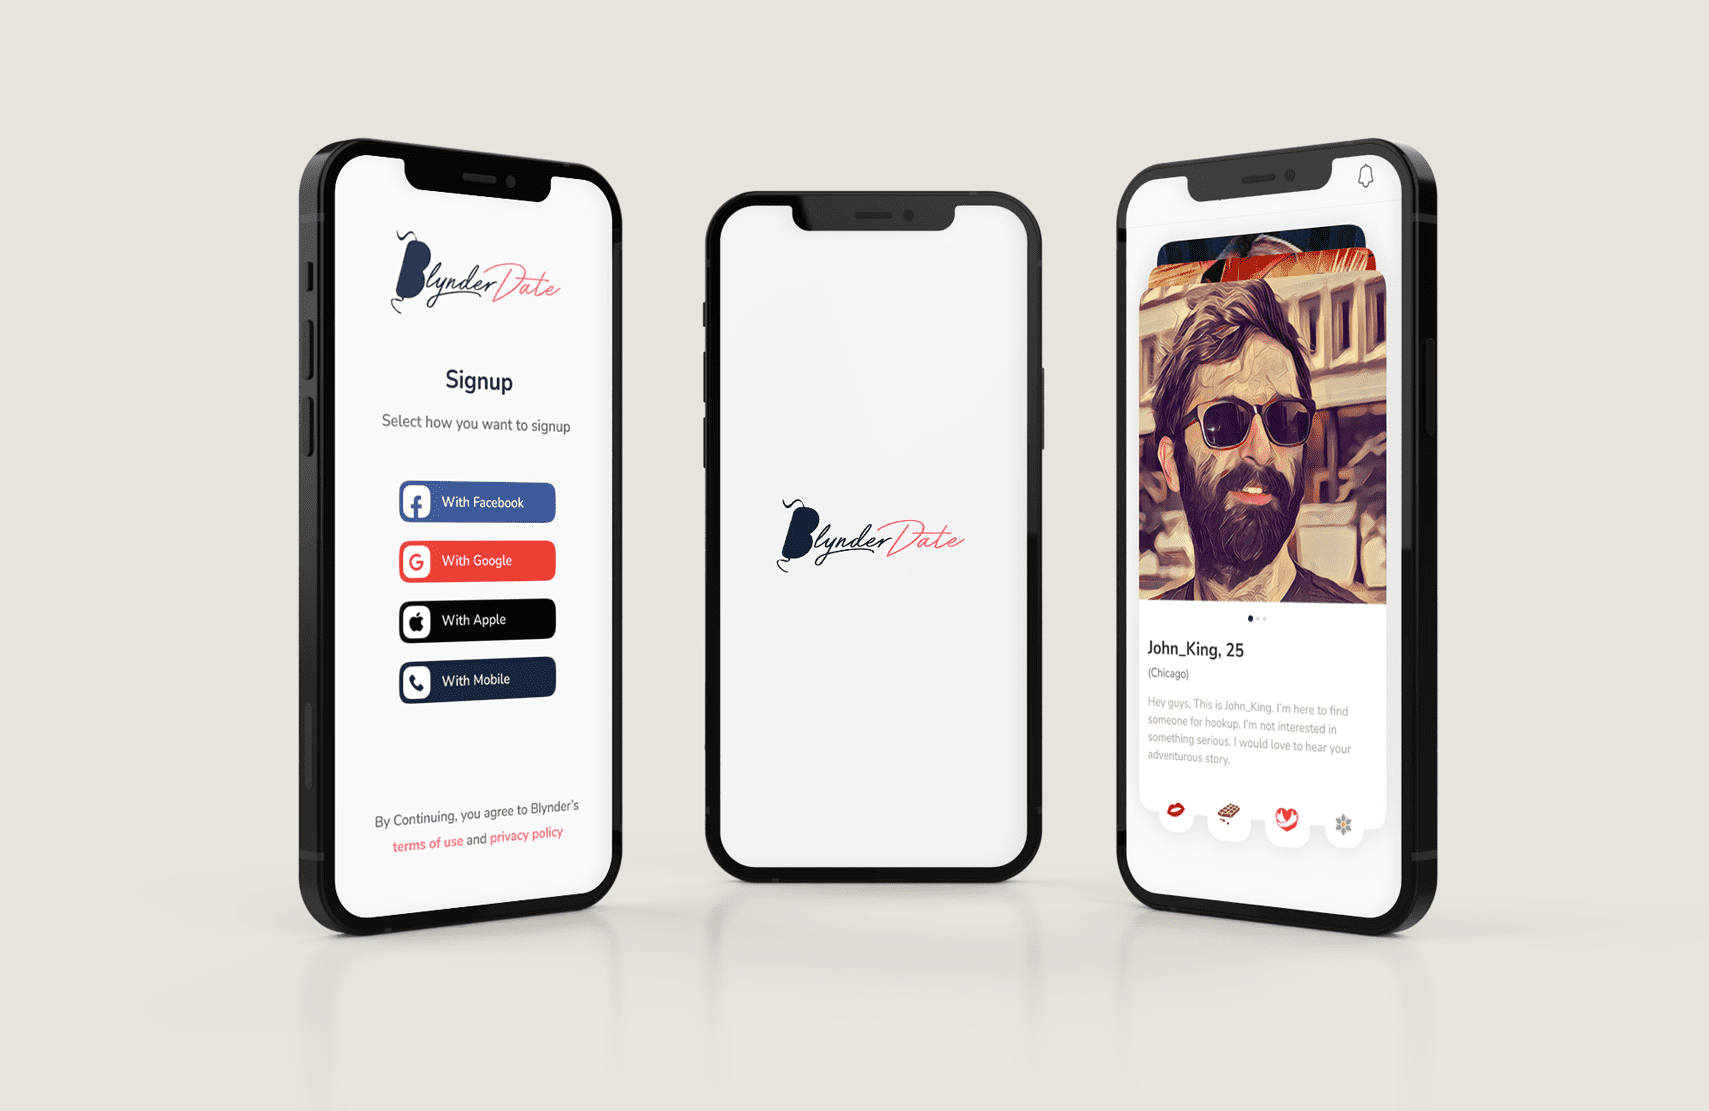 BlynderDate
Signup
Select how you want to signup
With Facebook
With Google
With Apple
With Mobile
By Continuing, you agree to Blynder's
terms of use and privacy policy
BlynderDate
John_King, 25
(Chicago)
Hey guys, This is John_King. I'm here to find
someone for hookup. I'm not interested in
something serious. I would love to hear your
adventurous story.